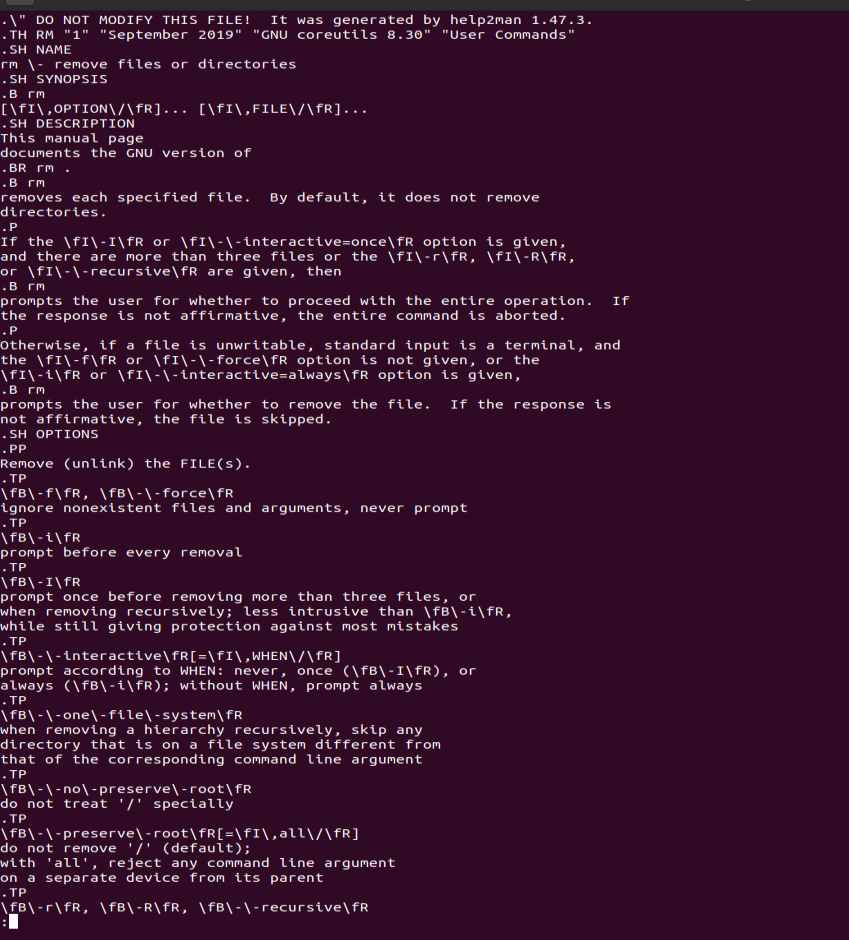 .\" DO NOT MODIFY THIS FILE!  It was generated by help2man 1.47.3.
.TH RM "1" "September 2019" "GNU coreutils 8.30" "User Commands"
.SH NAME
rm \- remove files or directories
.SH SYNOPSIS
.B rm
[\fI\,OPTION\/\fR]... [\fI\,FILE\/\fR]...
.SH DESCRIPTION
This manual page
documents the GNU version of
.BR rm .
.B rm
removes each specified file.  By default, it does not remove
directories.
.P
If the \fI\-I\fR or \fI\-\-interactive=once\fR option is given,
and there are more than three files or the \fI\-r\fR, \fI\-R\fR,
or \fI\-\-recursive\fR are given, then
.B rm
prompts the user for whether to proceed with the entire operation.  If
the response is not affirmative, the entire command is aborted.
.P
Otherwise, if a file is unwritable, standard input is a terminal, and
the \fI\-f\fR or \fI\-\-force\fR option is not given, or the
\fI\-i\fR or \fI\-\-interactive=always\fR option is given,
.B rm
prompts the user for whether to remove the file.  If the response is
not affirmative, the file is skipped.
.SH OPTIONS
.PP
Remove (unlink) the FILE(s).
.TP
\fB\-f\fR, \fB\-\-force\fR
ignore nonexistent files and arguments, never prompt
.TP
\fB\-i\fR
prompt before every removal
.TP
\fB\-I\fR
prompt once before removing more than three files, or
when removing recursively; less intrusive than \fB\-i\fR,
while still giving protection against most mistakes
.TP
\fB\-\-interactive\fR[=\fI\,WHEN\/\fR]
prompt according to WHEN: never, once (\fB\-I\fR), or
always (\fB\-i\fR); without WHEN, prompt always
.TP
\fB\-\-one\-file\-system\fR
when removing a hierarchy recursively, skip any
directory that is on a file system different from
that of the corresponding command line argument
.TP
\fB\-\-no\-preserve\-root\fR
do not treat '/' specially
.TP
\fB\-\-preserve\-root\fR[=\fI\,all\/\fR]
do not remove '/' (default);
with 'all', reject any command line argument
on a separate device from its parent
.TP
\fB\-r\fR, \fB\-R\fR, \fB\-\-recursive\fR
: